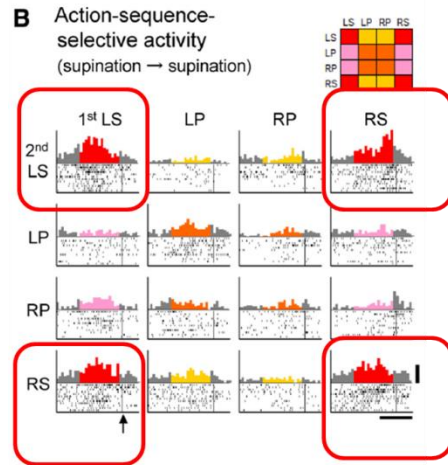 B Action-sequence-
selective activity
(supination → supination)
LS LP RP RS
LS
LP
RP
RS
1st LS LP RP RS
2nd
LS
LP
RP
RS